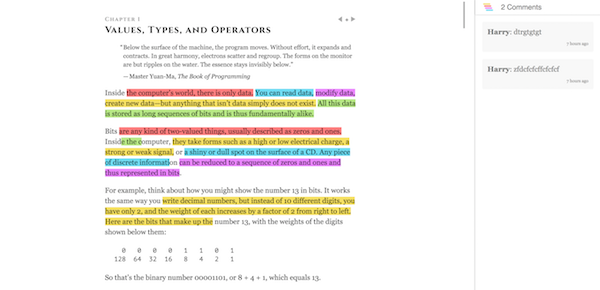 CHAPTER 1
VALUES, TYPES, AND OPERATORS
“Below the surface of the machine, the program moves. Without effort, it expands and
contracts. In great harmony, electrons scatter and regroup. The forms on the monitor
are but ripples on the water. The essence stays invisibly below.”
— Master Yuan-Ma, The Book of Programming
Inside the computer's world, there is only data. You can read data, modify data,
create new data—but anything that isn't data simply does not exist. All this data
is stored as long sequences of bits and is thus fundamentally alike.
Bits are any kind of two-valued things, usually described as zeros and ones.
Inside the computer, they take forms such as a high or low electrical charge, a
strong or weak signal, or a shiny or dull spot on the surface of a CD. Any piece
of discrete information can be reduced to a sequence of zeros and ones and
thus represented in bits.
For example, think about how you might show the number 13 in bits. It works
the same way you write decimal numbers, but instead of 10 different digits, you
have only 2, and the weight of each increases by a factor of 2 from right to left.
Here are the bits that make up the number 13, with the weights of the digits
shown below them:
0 0 0 0 1 1 0 1
128 64 32 16 8 4 2 1
So that's the binary number 00001101, or 8 + 4 + 1, which equals 13.
2 Comments
Harry: dtrgtgtgt
7 hours ago
Harry:
7 hours ago